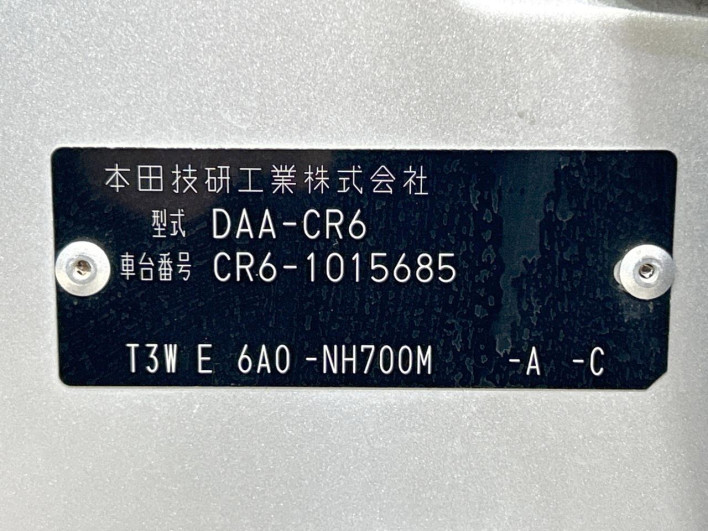 本田技研工業株式会社
型式 DAA-CR6
車台番号 CR6-1015685
T3W E 6A0 -NH700M -A -C